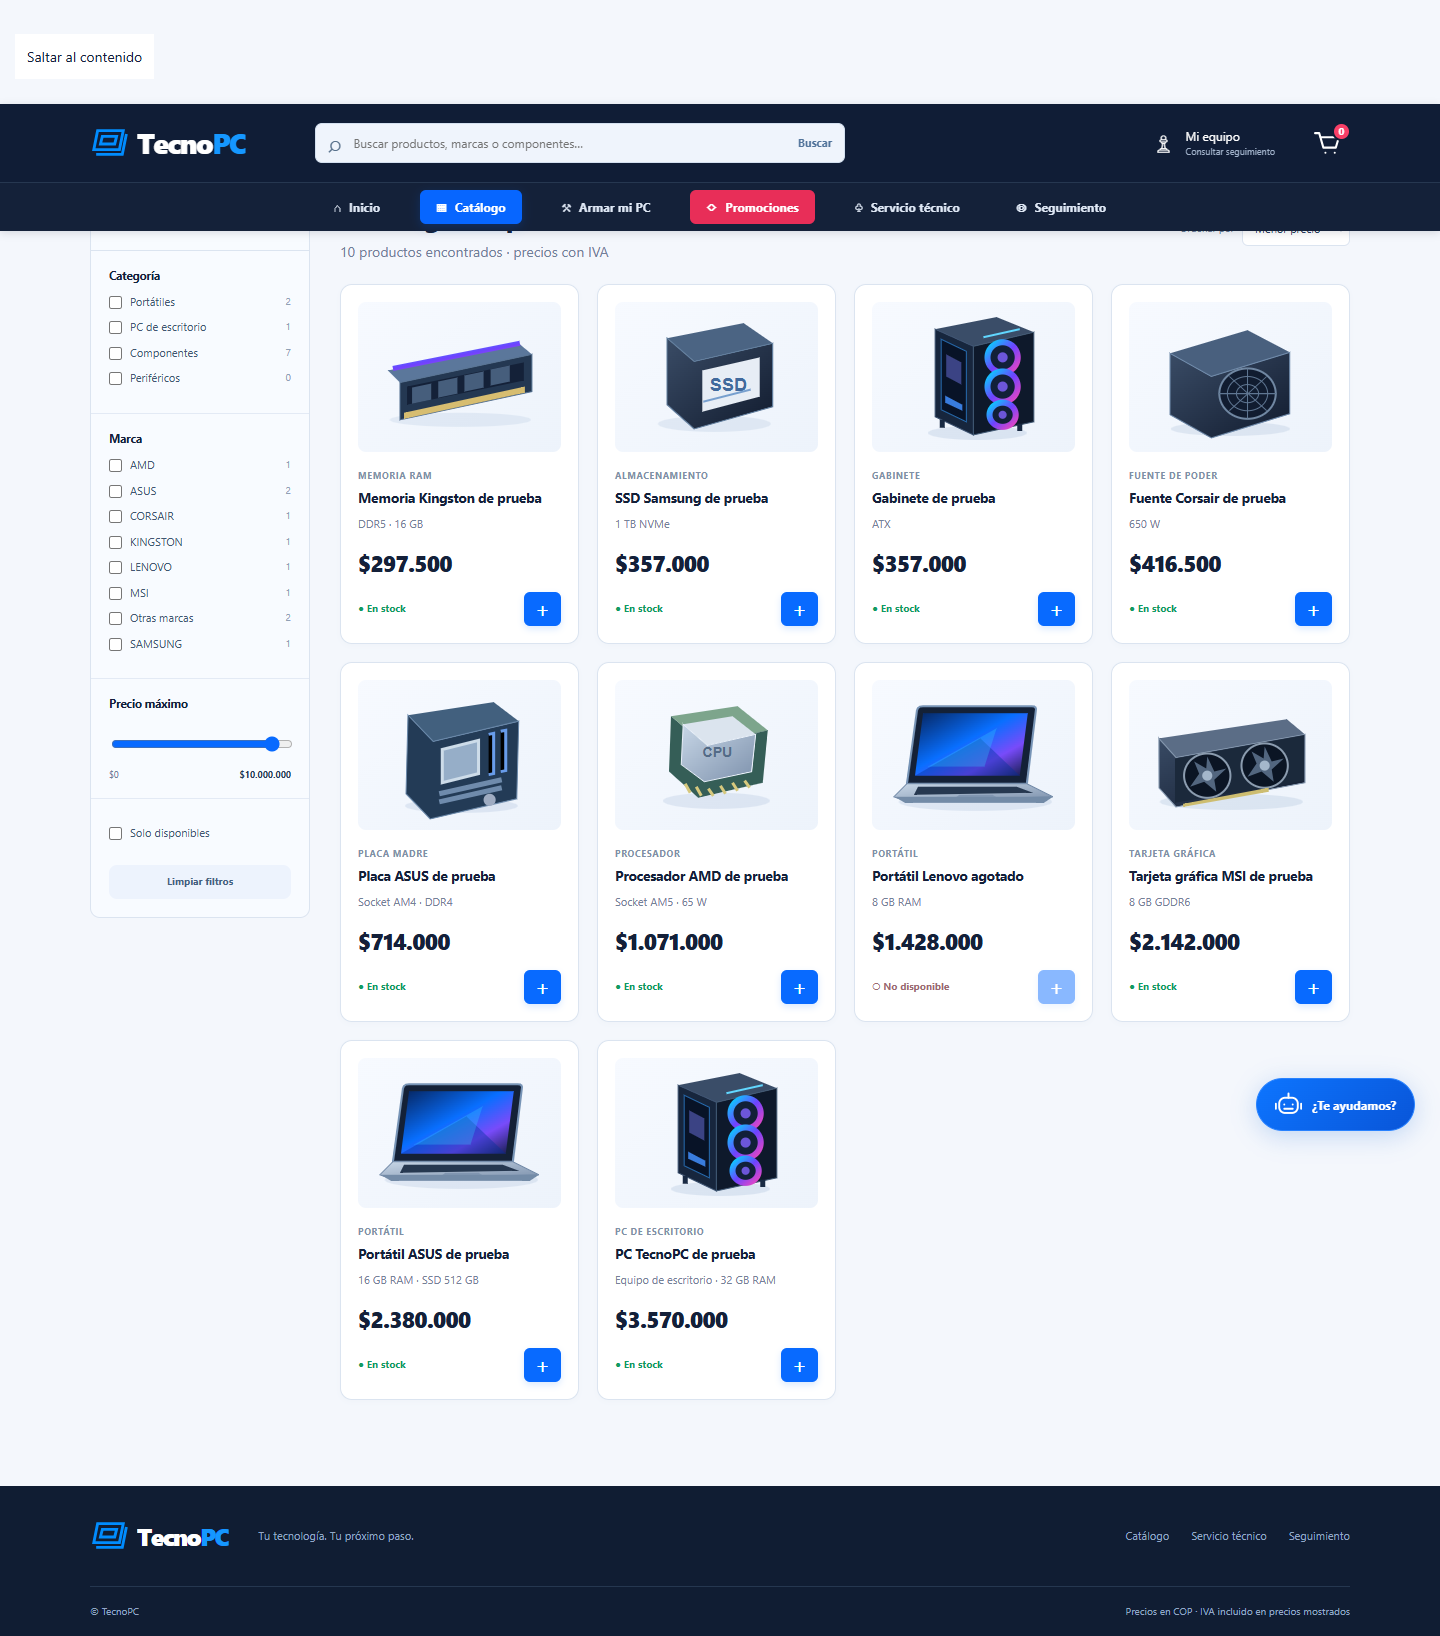 Saltar al contenido
TecnoPC
Buscar productos, marcas o componentes...
Buscar
Mi equipo
Consultar seguimiento
0
Inicio
Catálogo
Armar mi PC
Promociones
Servicio técnico
Seguimiento
10 productos encontrados · precios con IVA
Categoría
Portátiles 2
PC de escritorio 1
Componentes 7
Periféricos 0
Marca
AMD 1
ASUS 2
CORSAIR 1
KINGSTON 1
LENOVO 1
MSI 1
Otras marcas 2
SAMSUNG 1
Precio máximo
$0 $10.000.000
Solo disponibles
Limpiar filtros
MEMORIA RAM
Memoria Kingston de prueba
DDR5 · 16 GB
$297.500
● En stock
+
SSD
ALMACENAMIENTO
SSD Samsung de prueba
1 TB NVMe
$357.000
● En stock
+
GABINETE
Gabinete de prueba
ATX
$357.000
● En stock
+
FUENTE DE PODER
Fuente Corsair de prueba
650 W
$416.500
● En stock
+
PLACA MADRE
Placa ASUS de prueba
Socket AM4 · DDR4
$714.000
● En stock
+
CPU
PROCESADOR
Procesador AMD de prueba
Socket AM5 · 65 W
$1.071.000
● En stock
+
PORTÁTIL
Portátil Lenovo agotado
8 GB RAM
$1.428.000
○ No disponible
+
TARJETA GRÁFICA
Tarjeta gráfica MSI de prueba
8 GB GDDR6
$2.142.000
● En stock
+
PORTÁTIL
Portátil ASUS de prueba
16 GB RAM · SSD 512 GB
$2.380.000
● En stock
+
PC DE ESCRITORIO
PC TecnoPC de prueba
Equipo de escritorio · 32 GB RAM
$3.570.000
● En stock
+
¿Te ayudamos?
TecnoPC
Tu tecnología. Tu próximo paso.
Catálogo
Servicio técnico
Seguimiento
© TecnoPC
Precios en COP · IVA incluido en precios mostrados